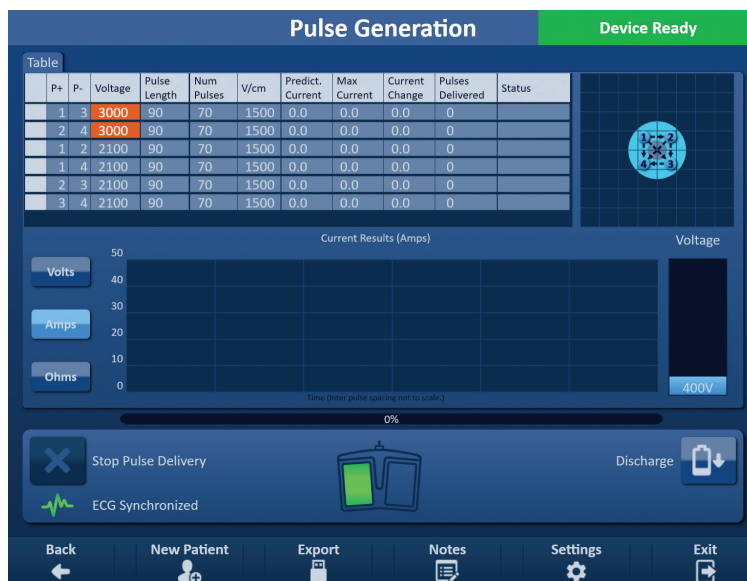 Pulse Generation
Device Ready
Table
P+ P- Voltage Pulse Length Num Pulses V/cm Predict. Current Max Current Current Change Pulses Delivered Status
1 3 3000 90 70 1500 0.0 0.0 0.0 0
2 4 3000 90 70 1500 0.0 0.0 0.0 0
1 2 2100 90 70 1500 0.0 0.0 0.0 0
1 4 2100 90 70 1500 0.0 0.0 0.0 0
2 3 2100 90 70 1500 0.0 0.0 0.0 0
3 4 2100 90 70 1500 0.0 0.0 0.0 0
1 2
4 3
Current Results (Amps)
Voltage
Volts
Amps
Ohms
50
40
30
20
10
0
Time (Inter pulse spacing not to scale.)
400V
0%
Stop Pulse Delivery
Discharge
ECG Synchronized
Back New Patient Export Notes Settings Exit